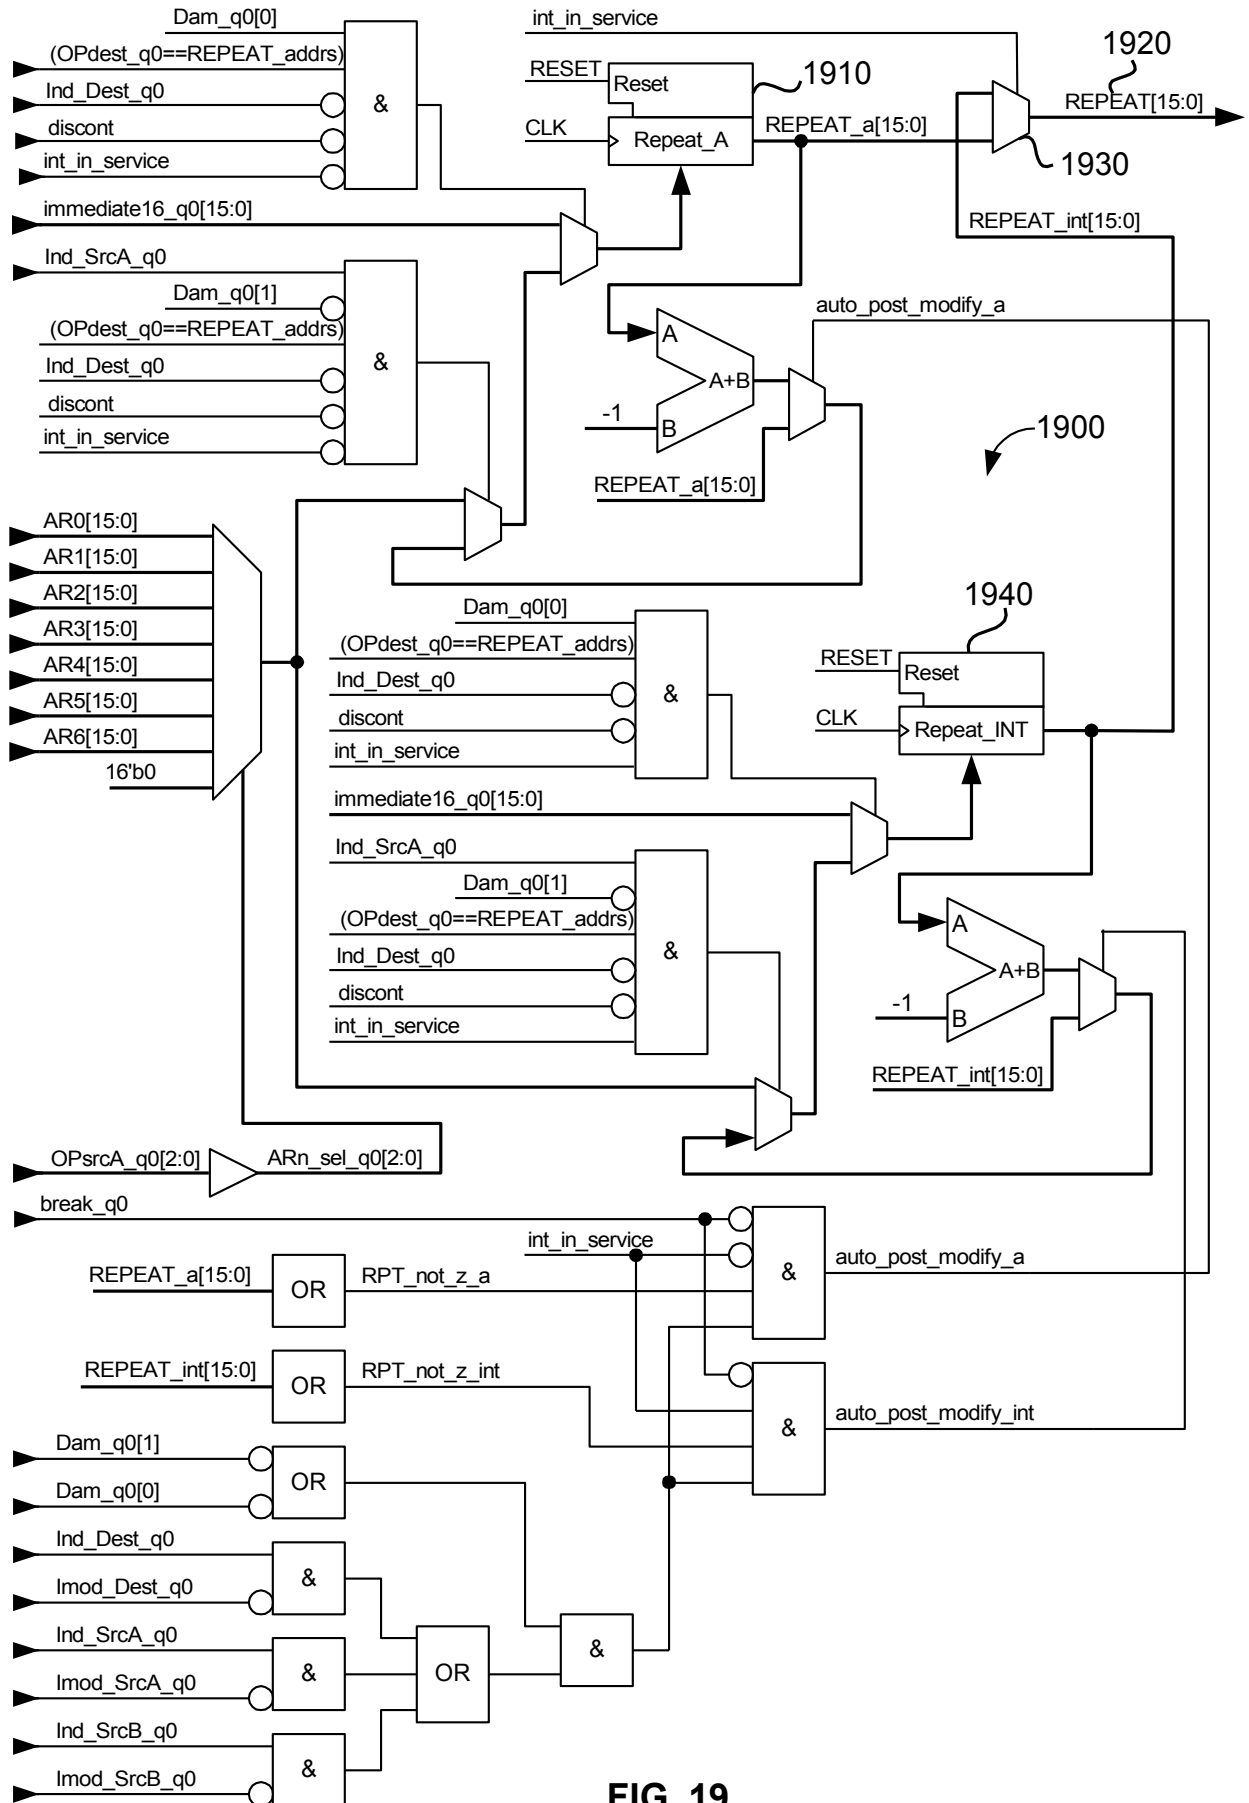 Dam_q0[0]
(OPdest_q0==REPEAT_addrs)
Ind_Dest_q0
discont
int_in_service
&
immediate16_q0[15:0]
Ind_SrcA_q0
Dam_q0[1]
(OPdest_q0==REPEAT_addrs)
Ind_Dest_q0
discont
int_in_service
&
int_in_service
RESET
Reset
CLK
Repeat_A
1910
REPEAT_a[15:0]
1920
REPEAT[15:0]
1930
REPEAT_int[15:0]
auto_post_modify_a
A
A+B
-1
B
REPEAT_a[15:0]
1900
AR0[15:0]
AR1[15:0]
AR2[15:0]
AR3[15:0]
AR4[15:0]
AR5[15:0]
AR6[15:0]
16'b0
Dam_q0[0]
(OPdest_q0==REPEAT_addrs)
Ind_Dest_q0
discont
int_in_service
&
immediate16_q0[15:0]
Ind_SrcA_q0
Dam_q0[1]
(OPdest_q0==REPEAT_addrs)
Ind_Dest_q0
discont
int_in_service
&
1940
RESET
Reset
CLK
Repeat_INT
A
A+B
-1
B
REPEAT_int[15:0]
OPsrcA_q0[2:0]
ARn_sel_q0[2:0]
break_q0
int_in_service
&
auto_post_modify_a
REPEAT_a[15:0]
OR
RPT_not_z_a
REPEAT_int[15:0]
OR
RPT_not_z_int
&
auto_post_modify_int
Dam_q0[1]
Dam_q0[0]
OR
Ind_Dest_q0
Imod_Dest_q0
&
Ind_SrcA_q0
Imod_SrcA_q0
&
OR
&
Ind_SrcB_q0
Imod_SrcB_q0
&
FIG. 19